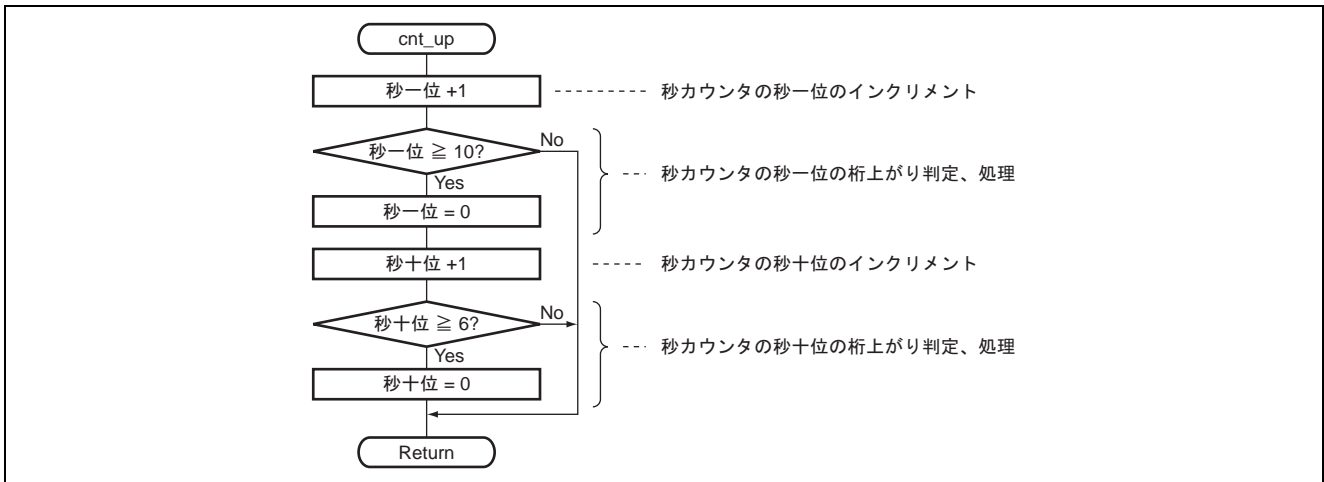 cnt_up
秒一位 +1
秒カウンタの秒一位のインクリメント
秒一位 ≧ 10?
No
Yes
秒カウンタの秒一位の桁上がり判定、処理
秒一位 = 0
秒十位 +1
秒カウンタの秒十位のインクリメント
秒十位 ≧ 6?
No
Yes
秒カウンタの秒十位の桁上がり判定、処理
秒十位 = 0
Return